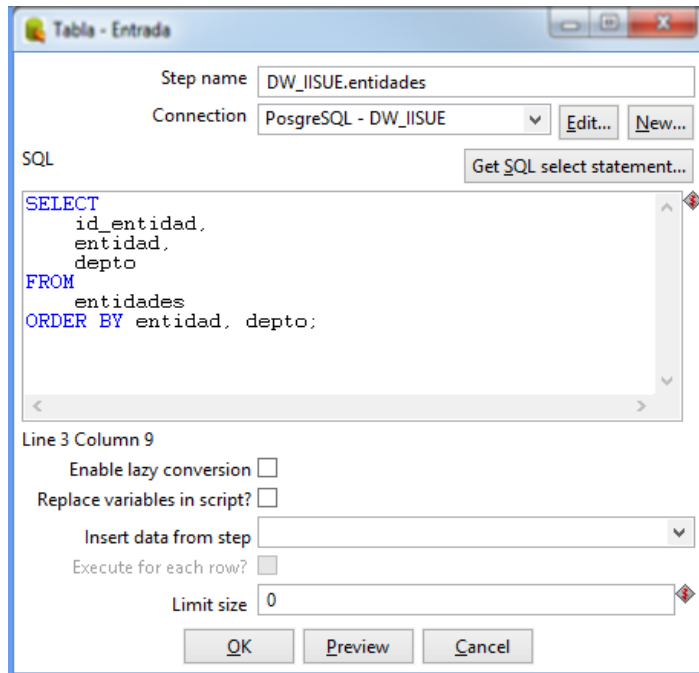 Tabla - Entrada
Step name DW_IISUE.entidades
Connection PosgreSQL - DW_IISUE Edit... New...
SQL Get SQL select statement...
SELECT
id_entidad,
entidad,
depto
FROM
entidades
ORDER BY entidad, depto;
Line 3 Column 9
Enable lazy conversion
Replace variables in script?
Insert data from step
Execute for each row?
Limit size 0
OK Preview Cancel